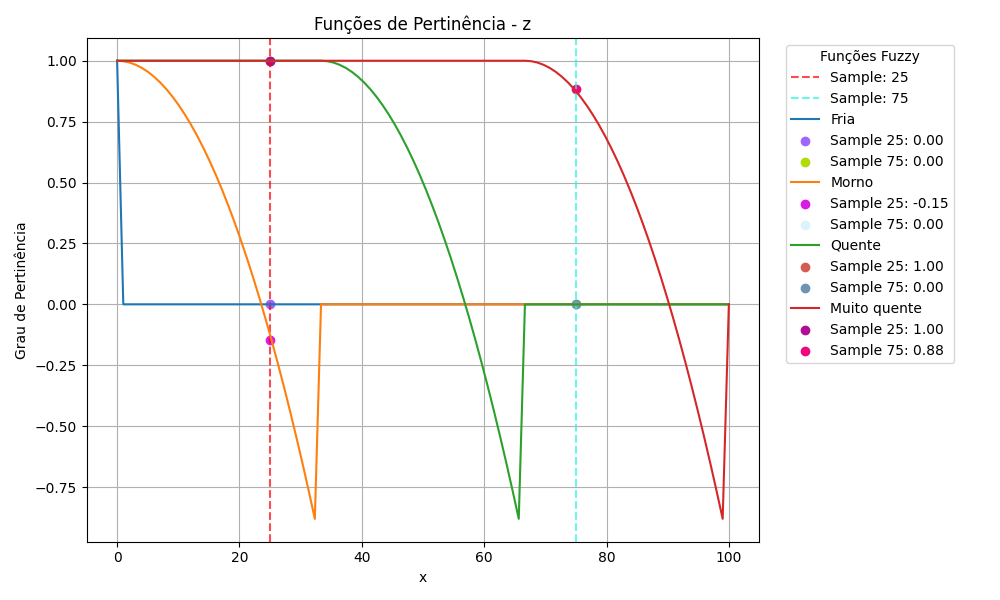 Funções de Pertinência - z
Grau de Pertinência
1.00
0.75
0.50
0.25
0.00
−0.25
−0.50
−0.75
0 20 40 60 80 100
x
Funções Fuzzy
Sample: 25
Sample: 75
Fria
Sample 25: 0.00
Sample 75: 0.00
Morno
Sample 25: -0.15
Sample 75: 0.00
Quente
Sample 25: 1.00
Sample 75: 0.00
Muito quente
Sample 25: 1.00
Sample 75: 0.88